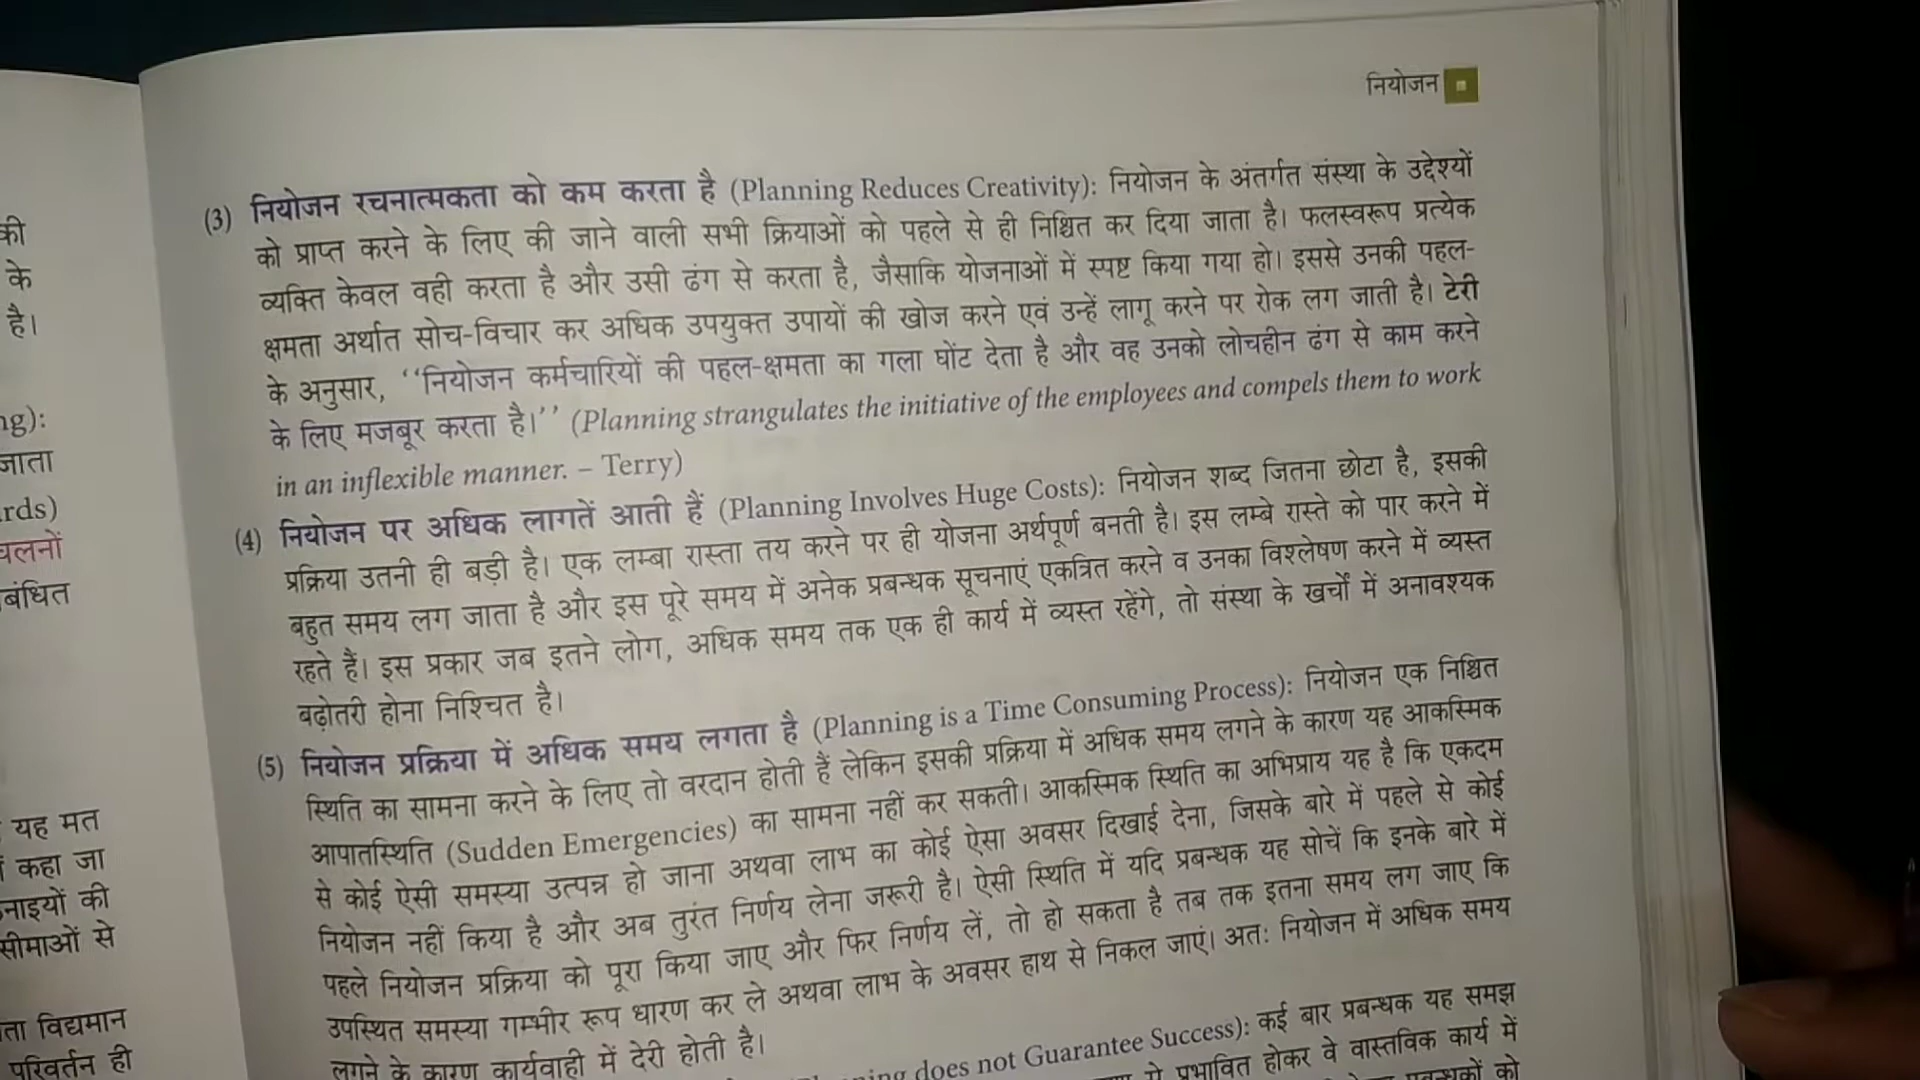 की
के
है।
ng):
जाता
rds)
चलनों
बंधित
यह मत
कहा जा
नाइयों की
सीमाओं से
ता विद्यमान
परिवर्तन ही
नियोजन
(3) नियोजन रचनात्मकता को कम करता है (Planning Reduces Creativity): नियोजन के अंतर्गत संस्था के उद्देश्यों
को प्राप्त करने के लिए की जाने वाली सभी क्रियाओं को पहले से ही निश्चित कर दिया जाता है। फलस्वरूप प्रत्येक
व्यक्ति केवल वही करता है और उसी ढंग से करता है, जैसाकि योजनाओं में स्पष्ट किया गया हो। इससे उनकी पहल-
क्षमता अर्थात सोच-विचार कर अधिक उपयुक्त उपायों की खोज करने एवं उन्हें लागू करने पर रोक लग जाती है। टेरी
के अनुसार, ‘‘नियोजन कर्मचारियों की पहल-क्षमता का गला घोंट देता है और वह उनको लोचहीन ढंग से काम करने
के लिए मजबूर करता है।’’ (Planning strangulates the initiative of the employees and compels them to work
in an inflexible manner. – Terry)
(4) नियोजन पर अधिक लागतें आती हैं (Planning Involves Huge Costs): नियोजन शब्द जितना छोटा है, इसकी
प्रक्रिया उतनी ही बड़ी है। एक लम्बा रास्ता तय करने पर ही योजना अर्थपूर्ण बनती है। इस लम्बे रास्ते को पार करने में
बहुत समय लग जाता है और इस पूरे समय में अनेक प्रबन्धक सूचनाएं एकत्रित करने व उनका विश्लेषण करने में व्यस्त
रहते हैं। इस प्रकार जब इतने लोग, अधिक समय तक एक ही कार्य में व्यस्त रहेंगे, तो संस्था के खर्चों में अनावश्यक
बढ़ोतरी होना निश्चित है।
(5) नियोजन प्रक्रिया में अधिक समय लगता है (Planning is a Time Consuming Process): नियोजन एक निश्चित
स्थिति का सामना करने के लिए तो वरदान होती हैं लेकिन इसकी प्रक्रिया में अधिक समय लगने के कारण यह आकस्मिक
आपातस्थिति (Sudden Emergencies) का सामना नहीं कर सकती। आकस्मिक स्थिति का अभिप्राय यह है कि एकदम
से कोई ऐसी समस्या उत्पन्न हो जाना अथवा लाभ का कोई ऐसा अवसर दिखाई देना, जिसके बारे में पहले से कोई
नियोजन नहीं किया है और अब तुरंत निर्णय लेना जरूरी है। ऐसी स्थिति में यदि प्रबन्धक यह सोचें कि इनके बारे में
पहले नियोजन प्रक्रिया को पूरा किया जाए और फिर निर्णय लें, तो हो सकता है तब तक इतना समय लग जाए कि
उपस्थित समस्या गम्भीर रूप धारण कर ले अथवा लाभ के अवसर हाथ से निकल जाएं। अत: नियोजन में अधिक समय
लगने के कारण कार्यवाही में देरी होती है।
does not Guarantee Success): कई बार प्रबन्धक यह समझ
प्रभावित होकर वे वास्तविक कार्य में
को